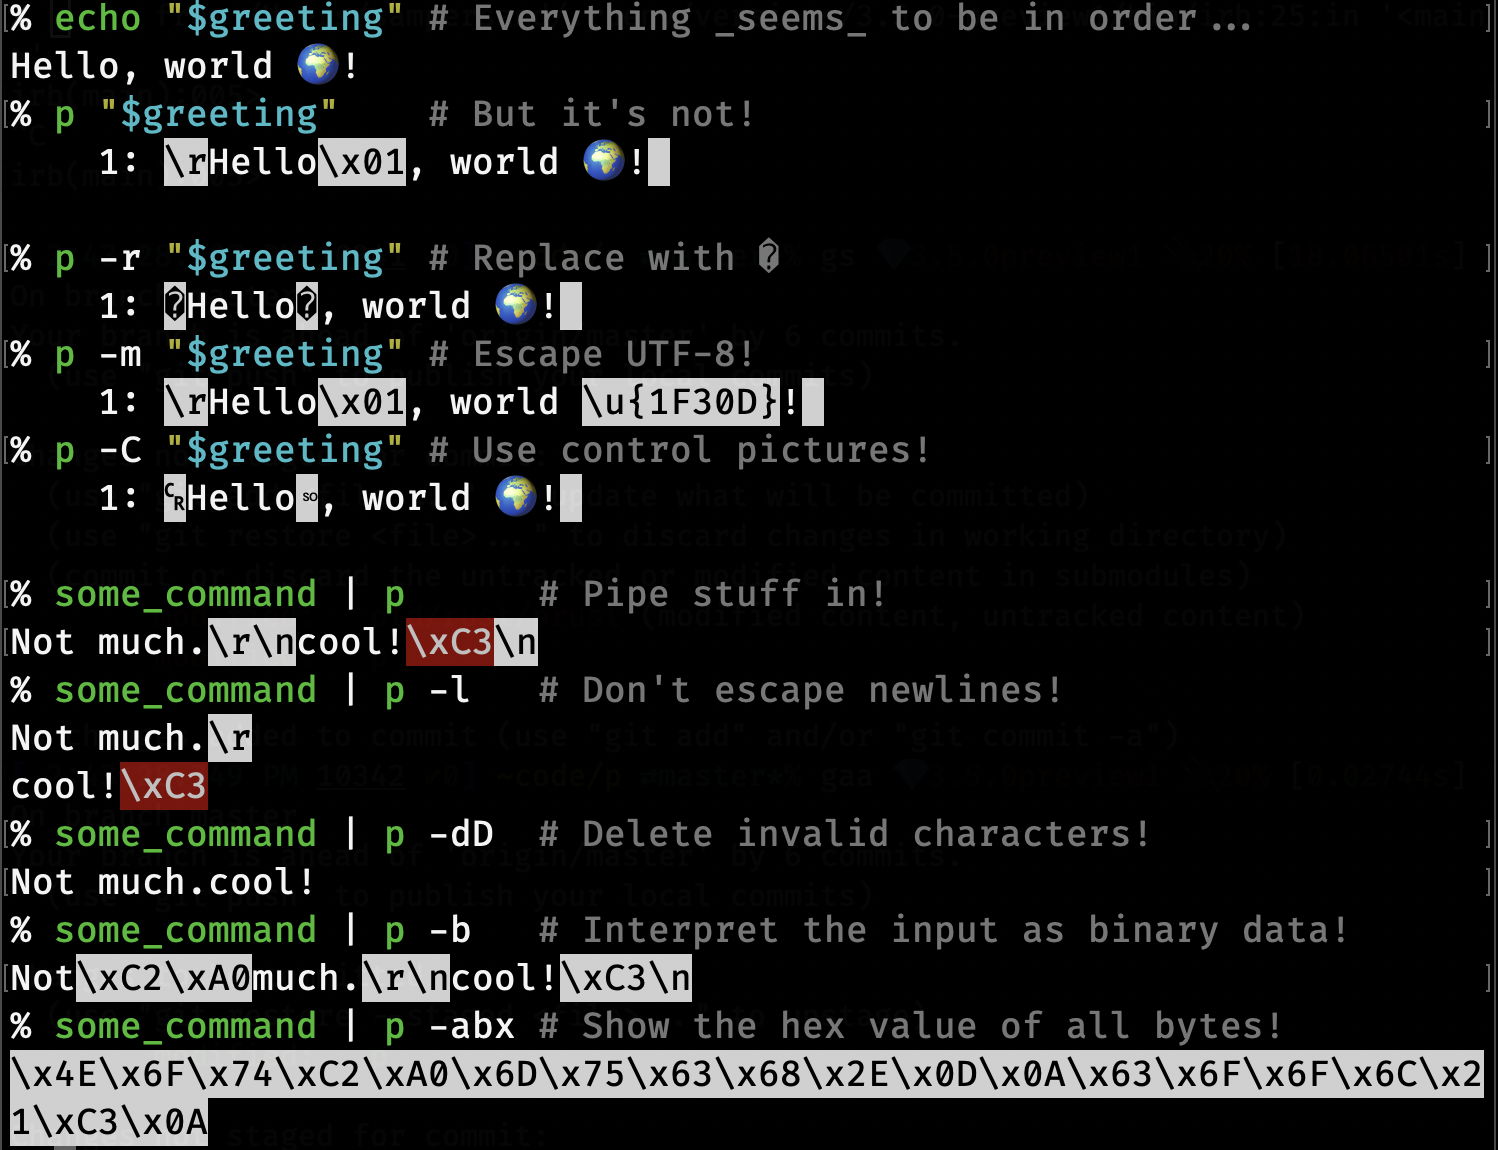 % echo "$greeting" # Everything _seems_ to be in order...
Hello, world 🌍!
% p "$greeting"    # But it's not!
    1: \rHello\x01, world 🌍!
% p -r "$greeting" # Replace with �
    1: �Hello�, world 🌍!
% p -m "$greeting" # Escape UTF-8!
    1: \rHello\x01, world \u{1F30D}!
% p -C "$greeting" # Use control pictures!
    1: ␍Hello, world 🌍!
% some_command | p      # Pipe stuff in!
Not much.\r\ncool!\xC3\n
% some_command | p -l   # Don't escape newlines!
Not much.\r
cool!\xC3
% some_command | p -dD  # Delete invalid characters!
Not much.cool!
% some_command | p -b   # Interpret the input as binary data!
Not\xC2\xA0much.\r\ncool!\xC3\n
% some_command | p -abx # Show the hex value of all bytes!
\x4E\x6F\x74\xC2\xA0\x6D\x75\x63\x68\x2E\x0D\x0A\x63\x6F\x6F\x6C\x2
1\xC3\x0A